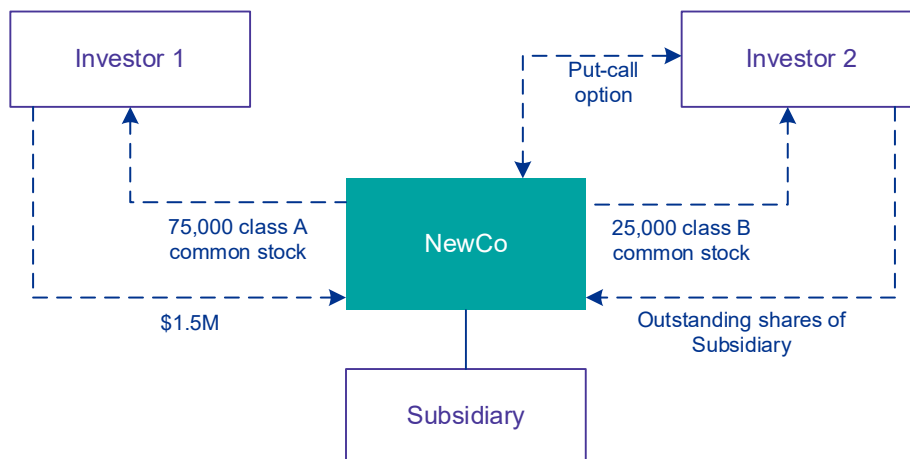 Investor 1
Put-call
option
Investor 2
75,000 class A
common stock
NewCo
25,000 class B
common stock
$1.5M
Outstanding shares of
Subsidiary
Subsidiary